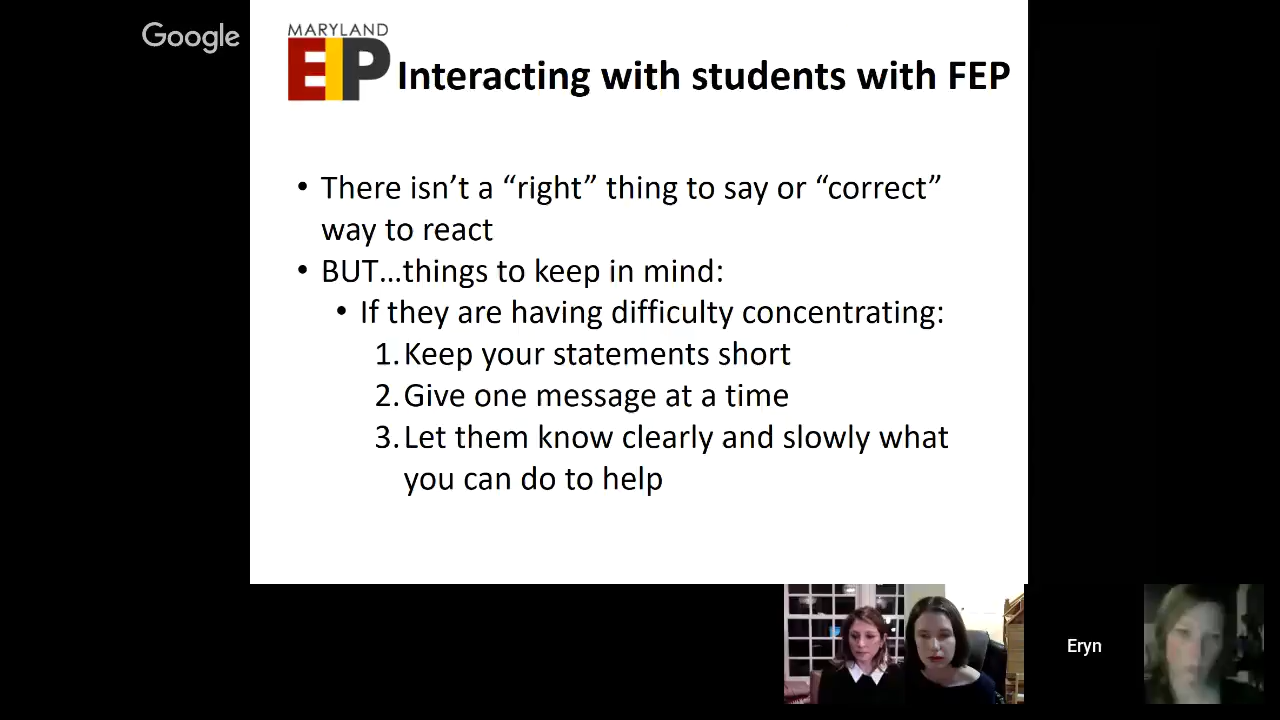 Google
MARYLAND
EIP
Interacting with students with FEP
• There isn’t a “right” thing to say or “correct”
way to react
• BUT…things to keep in mind:
• If they are having difficulty concentrating:
1. Keep your statements short
2. Give one message at a time
3. Let them know clearly and slowly what
you can do to help
Eryn